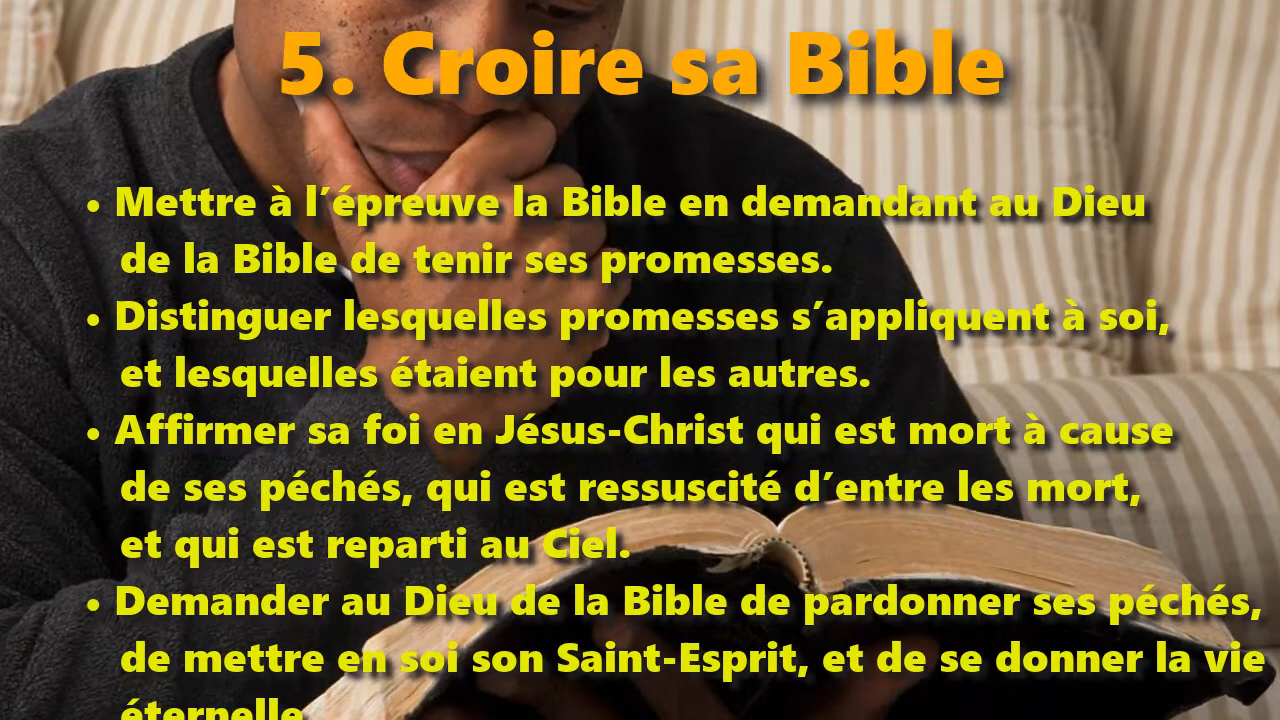 5. Croire sa Bible
• Mettre à l’épreuve la Bible en demandant au Dieu
de la Bible de tenir ses promesses.
• Distinguer lesquelles promesses s’appliquent à soi,
et lesquelles étaient pour les autres.
• Affirmer sa foi en Jésus-Christ qui est mort à cause
de ses péchés, qui est ressuscité d’entre les mort,
et qui est reparti au Ciel.
• Demander au Dieu de la Bible de pardonner ses péchés,
de mettre en soi son Saint-Esprit, et de se donner la vie
éternelle